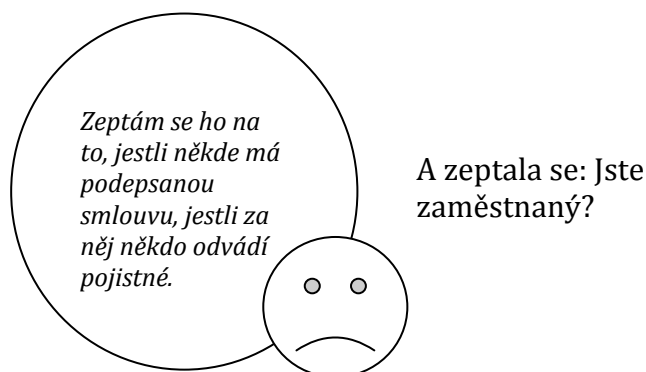 Zeptám se ho na
to, jestli někde má
podepsanou
smlouvu, jestli za
něj někdo odvádí
pojistné.
A zeptala se: Jste
zaměstnaný?